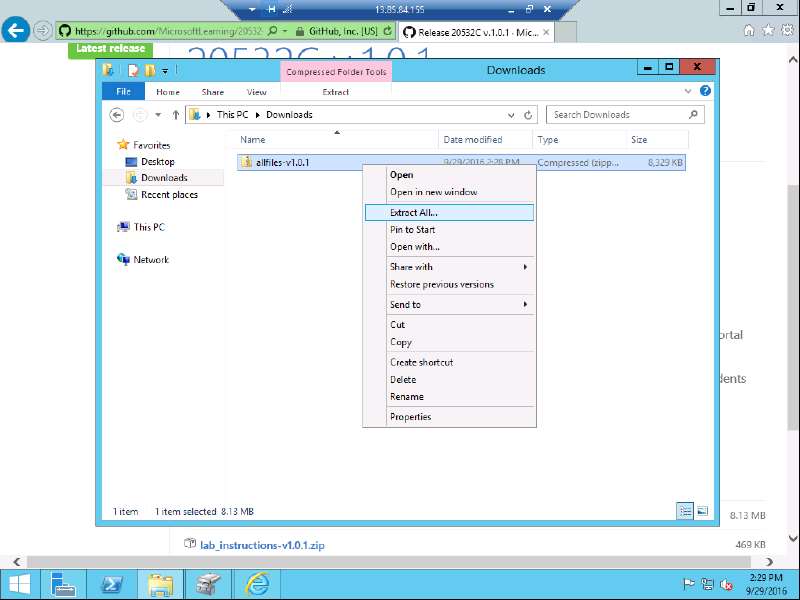 13.85.84.155
https://github.com/MicrosoftLearning/20532-
GitHub, Inc. [US]
Release 20532C v.1.0.1 - Mic...
Latest release
20532C v.1.0.1
Compressed Folder Tools
Downloads
File Home Share View Extract
This PC Downloads
Search Downloads
Name Date modified Type Size
Favorites
Desktop
Downloads
Recent places
This PC
Network
allfiles-v1.0.1 9/29/2016 2:28 PM Compressed (zipp... 8,329 KB
Open
Open in new window
Extract All...
Pin to Start
Open with...
Share with
Restore previous versions
Send to
Cut
Copy
Create shortcut
Delete
Rename
Properties
ortal
dents
1 item 1 item selected 8.13 MB
8.13 MB
lab_instructions-v1.0.1.zip 469 KB
2:29 PM
9/29/2016